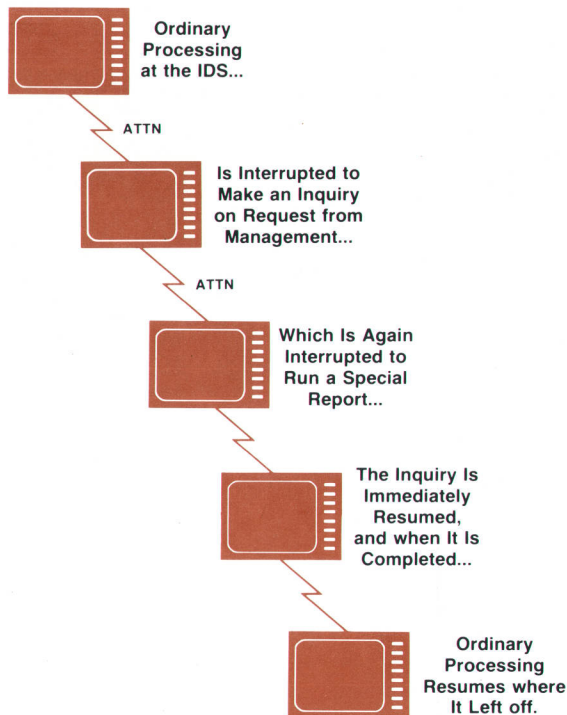 Ordinary
Processing
at the IDS...
ATTN
Is Interrupted to
Make an Inquiry
on Request from
Management...
ATTN
Which Is Again
Interrupted to
Run a Special
Report...
The Inquiry Is
Immediately
Resumed,
and when It Is
Completed...
Ordinary
Processing
Resumes where
It Left off.